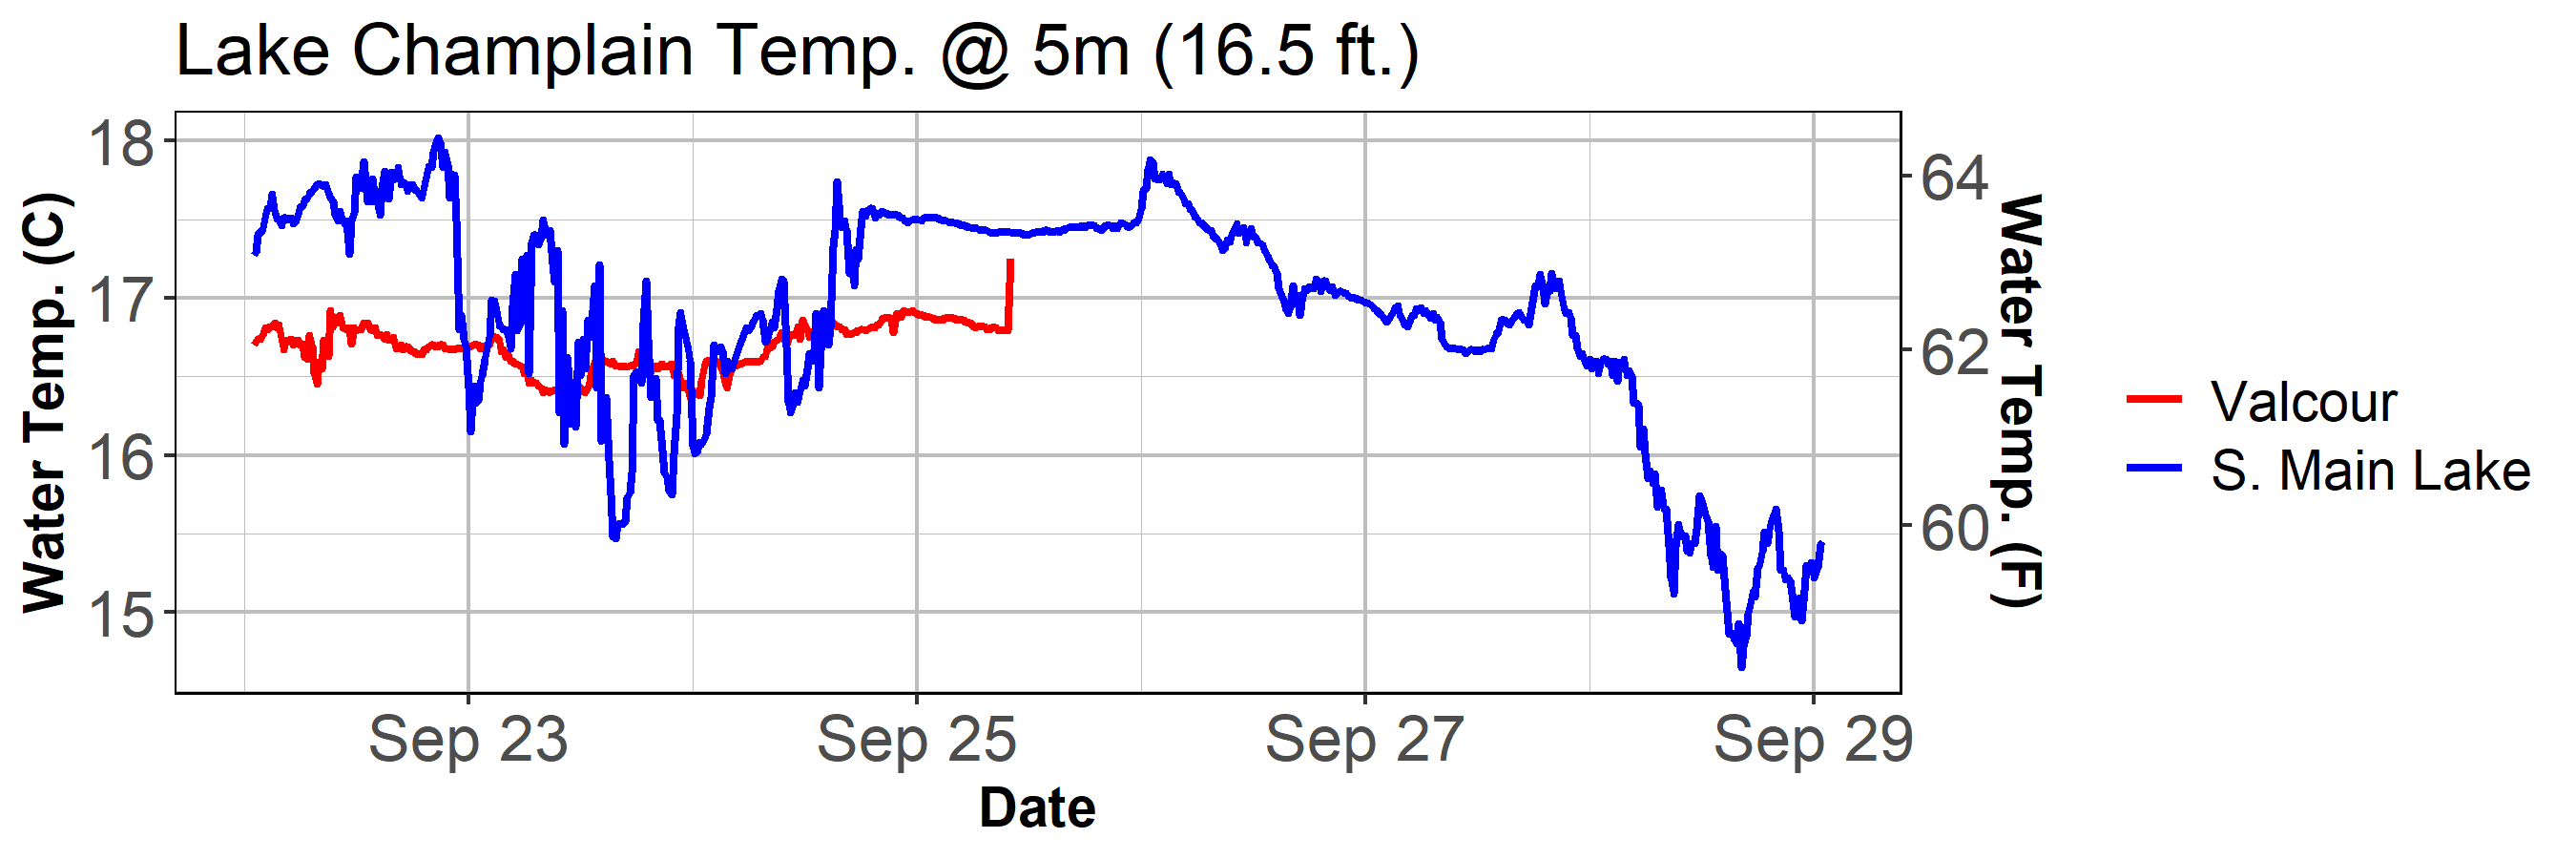 Lake Champlain Temp. @ 5m (16.5 ft.)
Water Temp. (C)
18
17
16
15
64
62
60
Water Temp. (F)
Sep 23
Sep 25
Sep 27
Sep 29
Date
Valcour
S. Main Lake